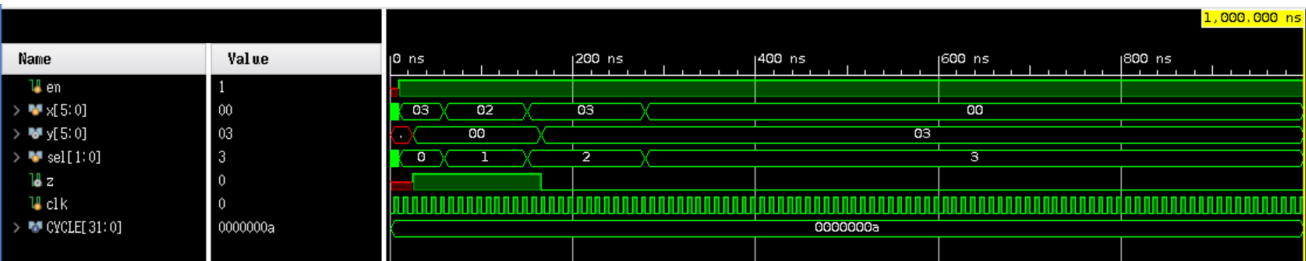 1,000.000 ns
Name Value 0 ns 200 ns 400 ns 600 ns 800 ns
en 1
x[5:0] 00 03 02 03 00
y[5:0] 03 . 00 03
sel[1:0] 3 0 1 2 3
z 0
clk 0
CYCLE[31:0] 0000000a 0000000a